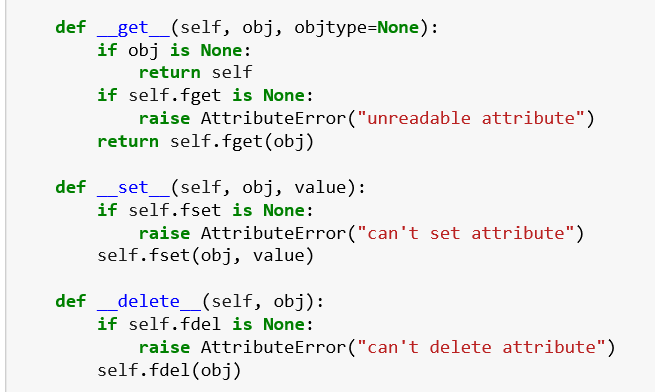 def __get__(self, obj, objtype=None):
if obj is None:
return self
if self.fget is None:
raise AttributeError("unreadable attribute")
return self.fget(obj)
def __set__(self, obj, value):
if self.fset is None:
raise AttributeError("can't set attribute")
self.fset(obj, value)
def __delete__(self, obj):
if self.fdel is None:
raise AttributeError("can't delete attribute")
self.fdel(obj)